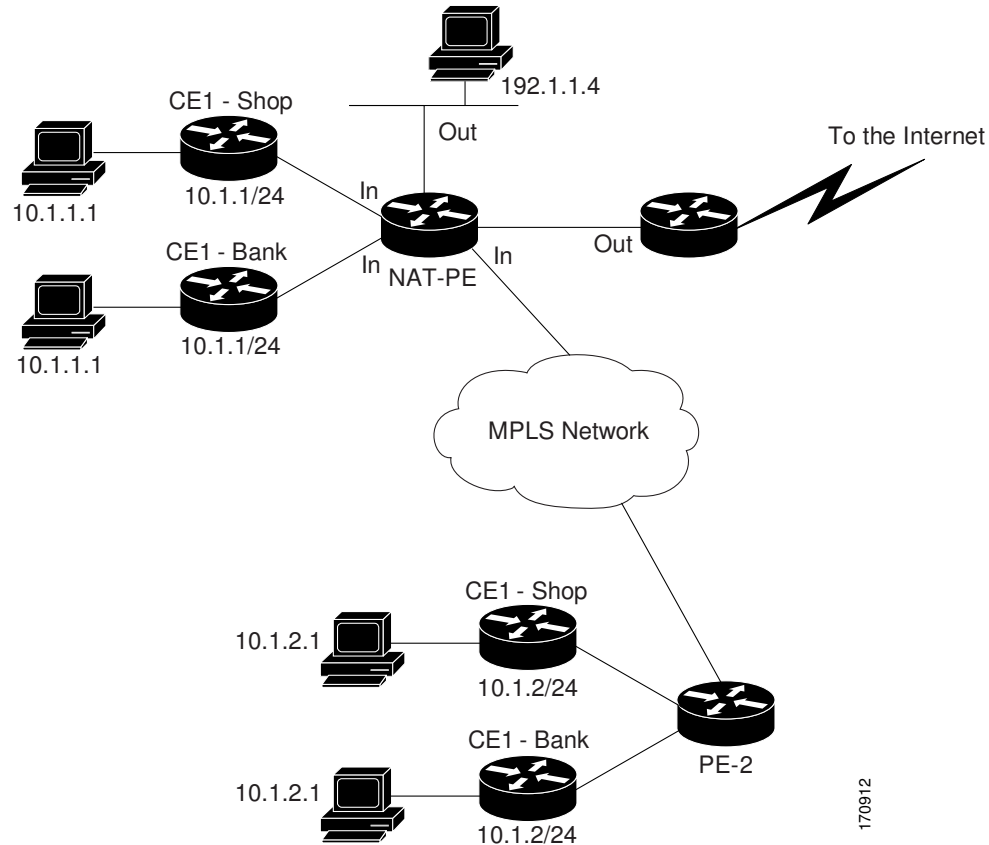 192.1.1.4
CE1 - Shop
Out
To the Internet
10.1.1.1
10.1.1/24
In
CE1 - Bank
In
NAT-PE
In
Out
10.1.1.1
10.1.1/24
MPLS Network
CE1 - Shop
10.1.2.1
10.1.2/24
CE1 - Bank
PE-2
10.1.2.1
10.1.2/24
170912